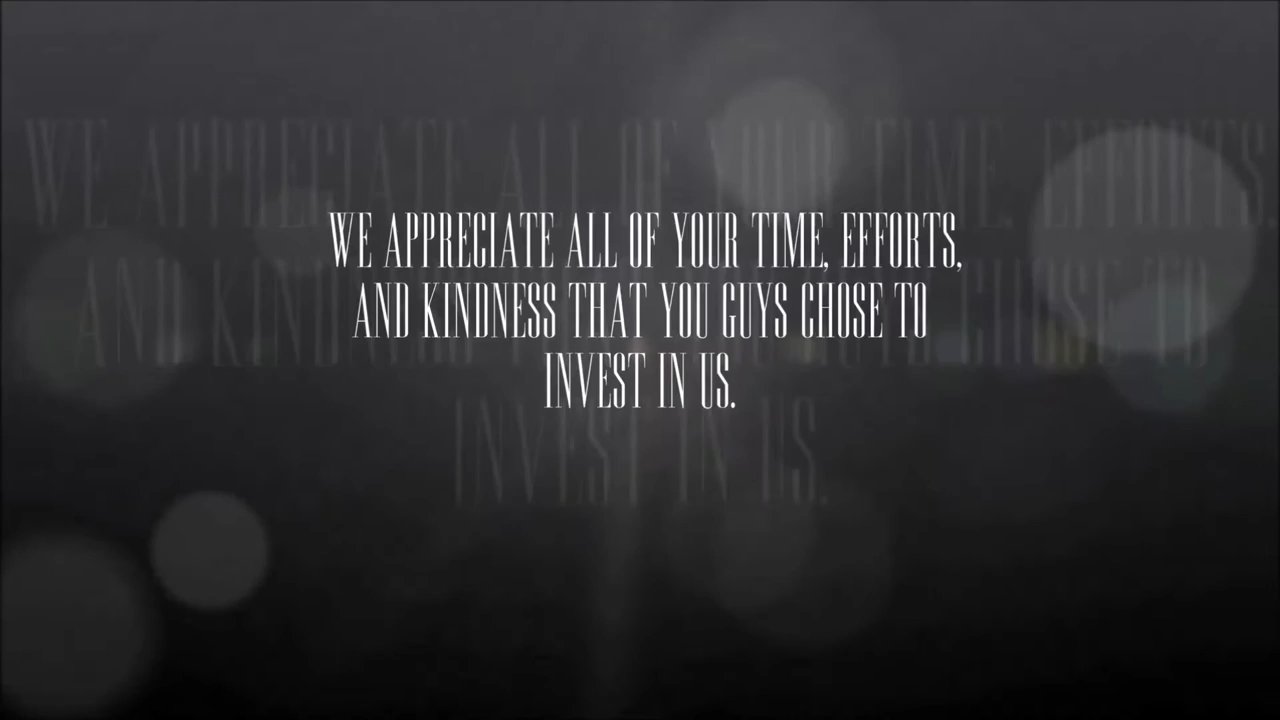 WE APPRECIATE ALL OF YOUR TIME, EFFORTS,
AND KINDNESS THAT YOU GUYS CHOSE TO
INVEST IN US.